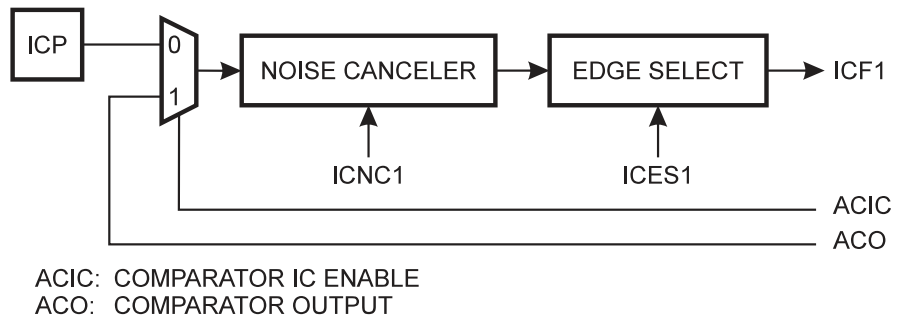 ICP
0
1
NOISE CANCELER
EDGE SELECT
ICF1
ICNC1
ICES1
ACIC
ACO
ACIC: COMPARATOR IC ENABLE
ACO: COMPARATOR OUTPUT